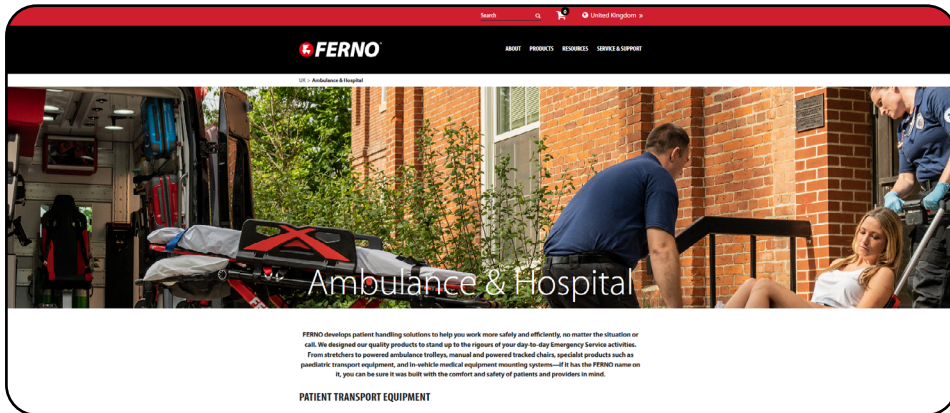 Search
0
United Kingdom »
FERNO
ABOUT PRODUCTS RESOURCES SERVICE & SUPPORT
UK > Ambulance & Hospital
Ambulance & Hospital
FERNO develops patient handling solutions to help you work more safely and efficiently, no matter the situation or
call. We designed our quality products to stand up to the rigours of your day-to-day Emergency Service activities.
From stretchers to powered ambulance trolleys, manual and powered tracked chairs, specialist products such as
paediatric transport equipment, and in-vehicle medical equipment mounting systems—if it has the FERNO name on
it, you can be sure it was built with the comfort and safety of patients and providers in mind.
PATIENT TRANSPORT EQUIPMENT